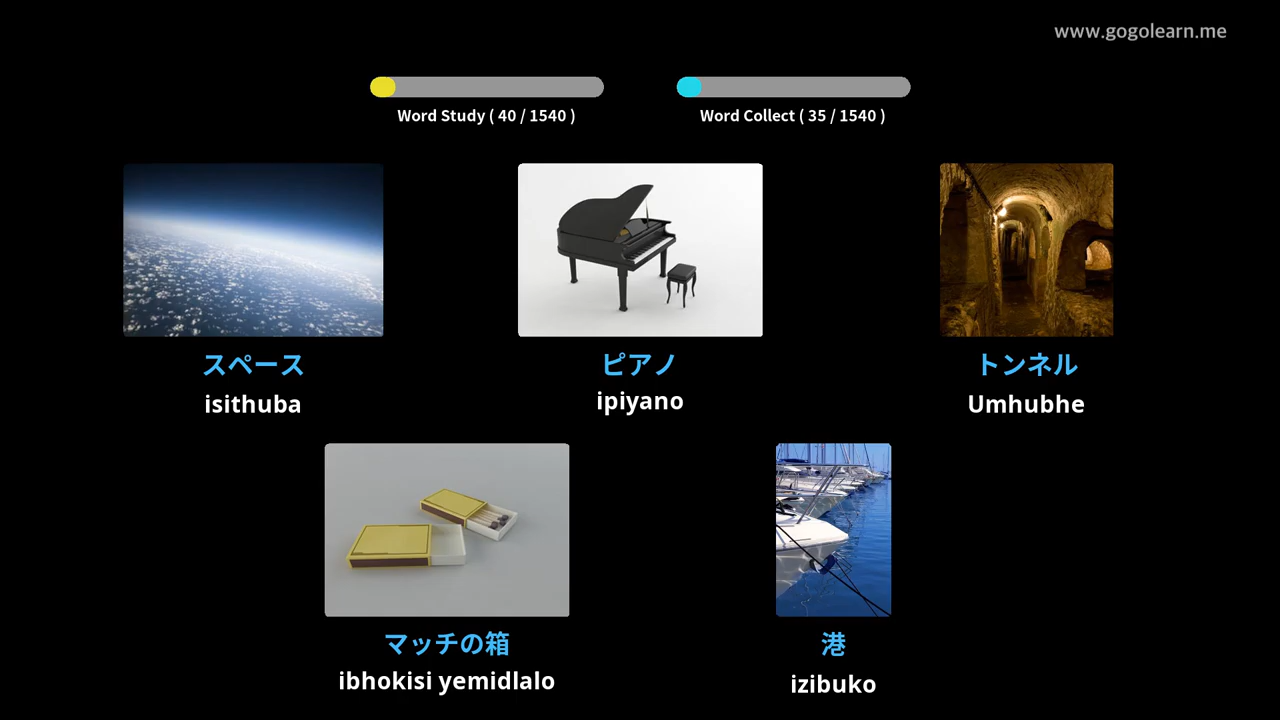 www.gogolearn.me
Word Study ( 40 / 1540 )
Word Collect ( 35 / 1540 )
スペース
isithuba
ピアノ
ipiyano
トンネル
Umhubhe
マッチの箱
ibhokisi yemidlalo
港
izibuko